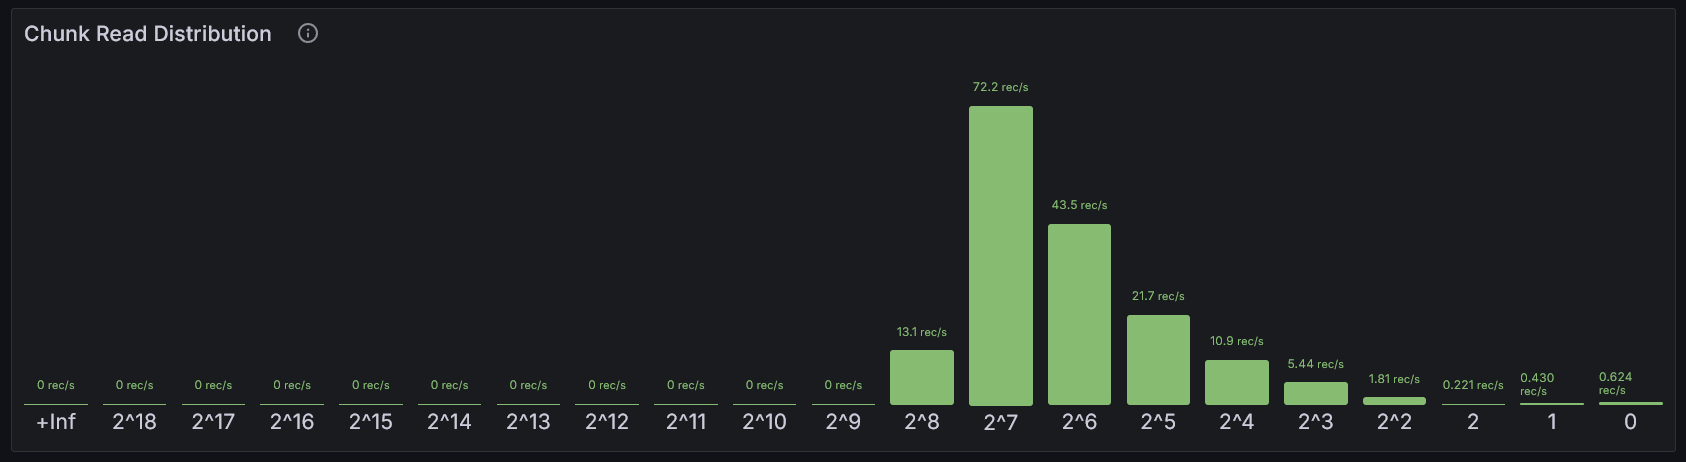 Chunk Read Distribution
72.2 rec/s
43.5 rec/s
21.7 rec/s
13.1 rec/s
10.9 rec/s
5.44 rec/s
0 rec/s 0 rec/s 0 rec/s 0 rec/s 0 rec/s 0 rec/s 0 rec/s 0 rec/s 0 rec/s 0 rec/s 0 rec/s 1.81 rec/s 0.221 rec/s 0.430 rec/s 0.624 rec/s
+Inf 2^18 2^17 2^16 2^15 2^14 2^13 2^12 2^11 2^10 2^9 2^8 2^7 2^6 2^5 2^4 2^3 2^2 2 1 0